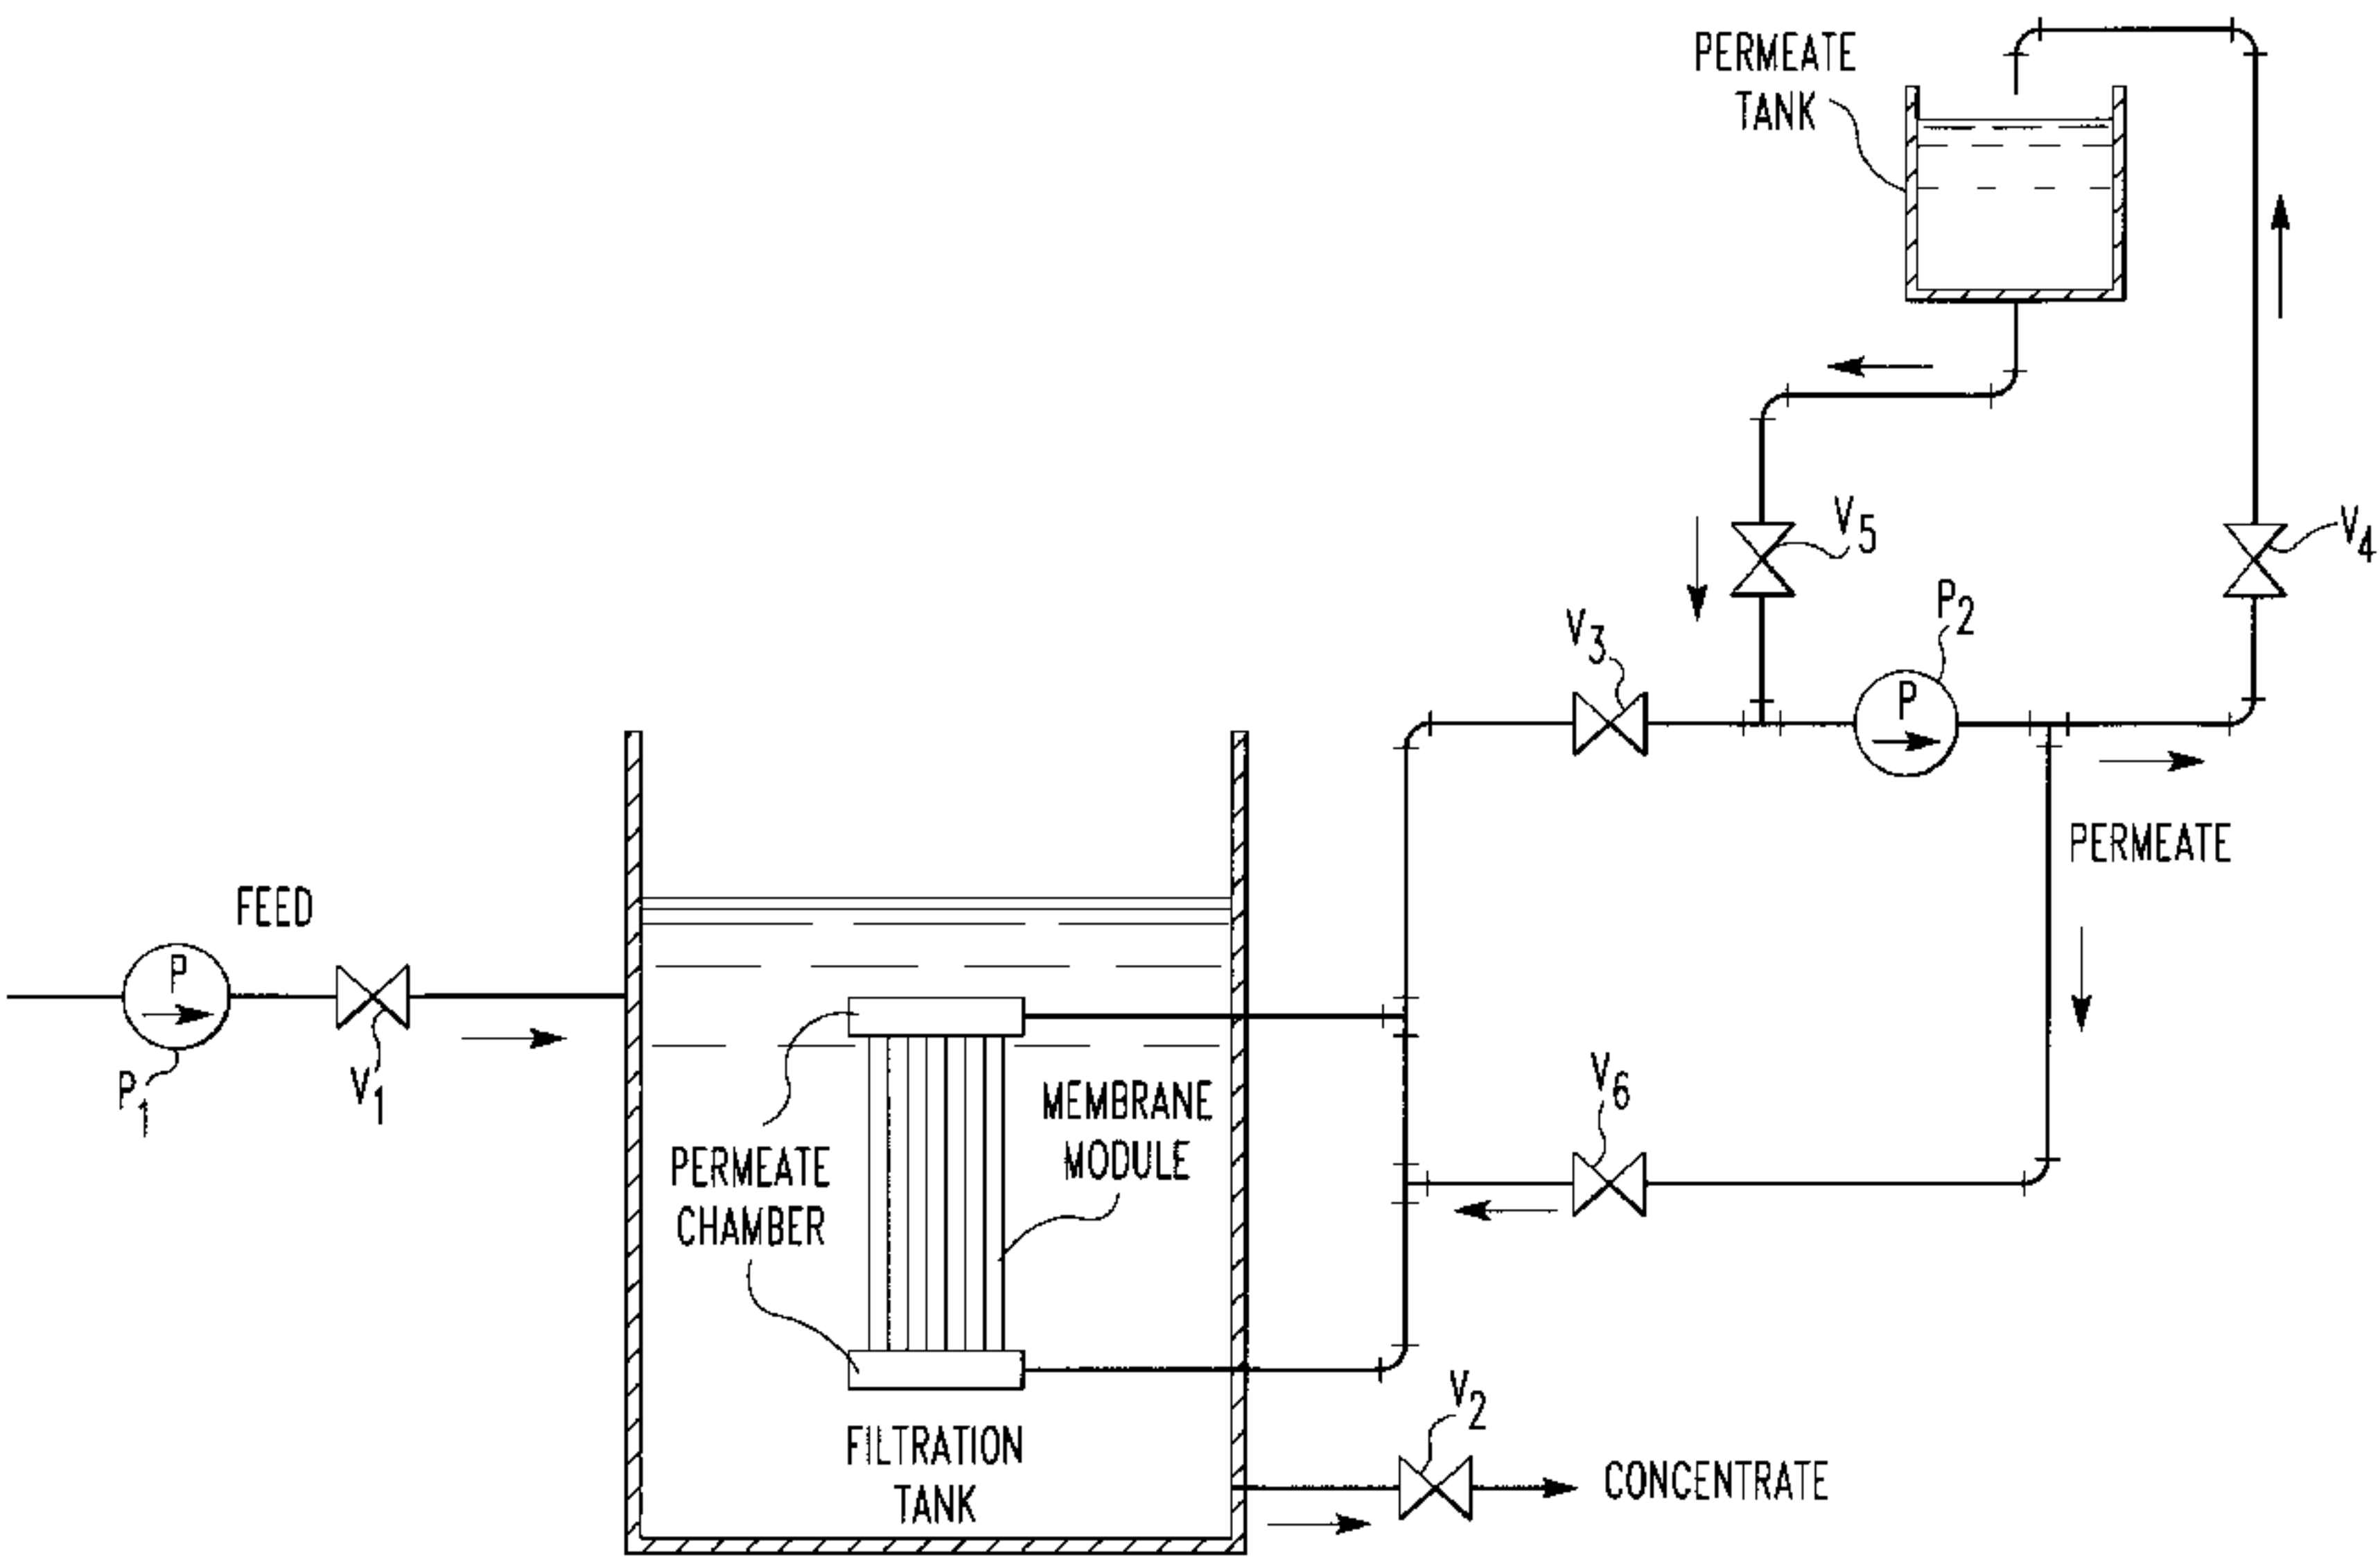 PERMEATE
TANK
V5
V4
P2
V3
P
PERMEATE
FEED
P
P1
V1
MEMBRANE
MODULE
V6
PERMEATE
CHAMBER
V2
FILTRATION
TANK
CONCENTRATE